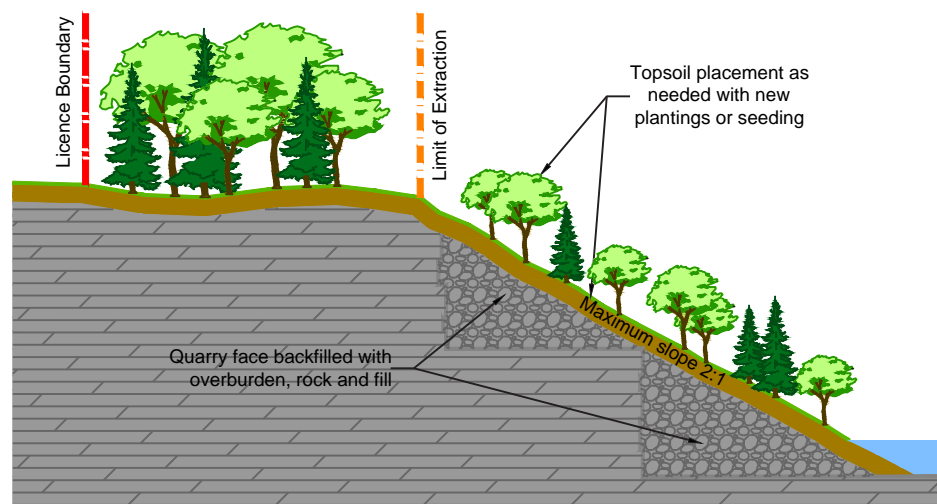 Licence Boundary
Limit of Extraction
Topsoil placement as
needed with new
plantings or seeding
Maximum slope 2:1
Quarry face backfilled with
overburden, rock and fill